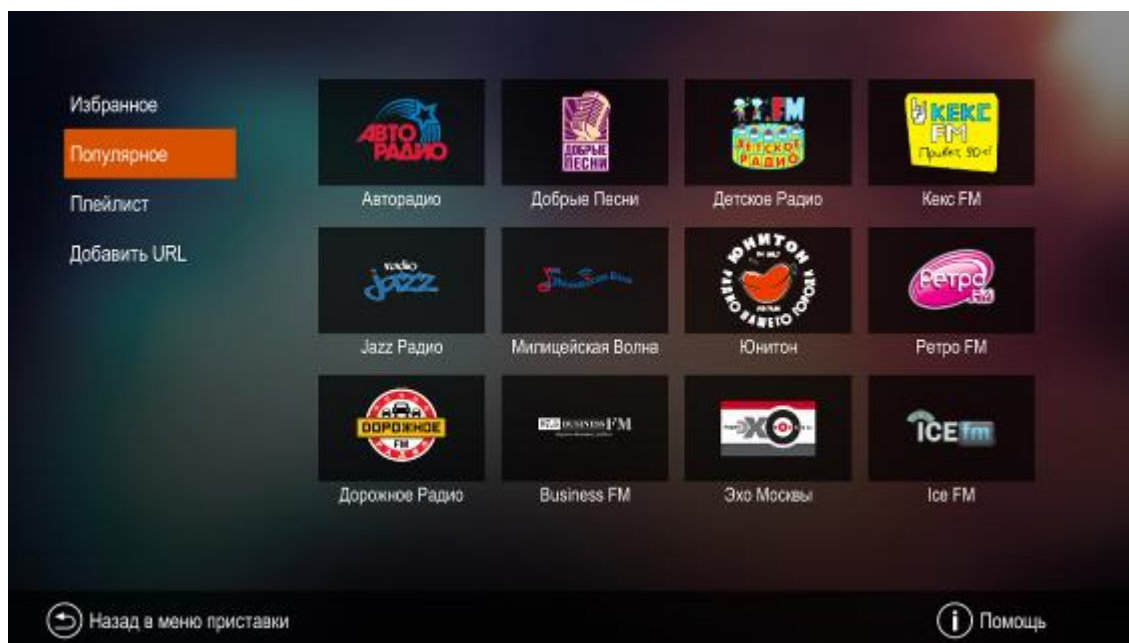 Избранное
Популярное
Плейлист
Добавить URL
АВТО
РАДИО
ДОБРЫЕ
ПЕСНИ
FM
ДЕТСКОЕ
РАДИО
КЕКС
FM
Привет, 90-е!
Авторадио
Добрые Песни
Детское Радио
Кекс FM
radio
jazz
ЮНИТОН
РАДИО ВАШЕГО ГОРОДА
Ретро
FM
Jazz Радио
Милицейская Волна
Юнитон
Ретро FM
ДОРОЖНОЕ
FM
BUSINESS FM
ЭХО
ICE fm
Дорожное Радио
Business FM
Эхо Москвы
Ice FM
Назад в меню приставки
i Помощь